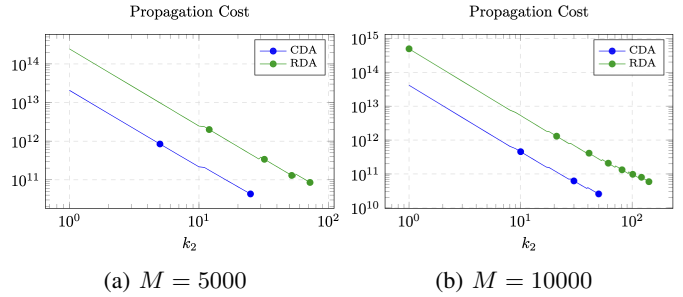 Propagation Cost
CDA
RDA
10^14
10^13
10^12
10^11
10^0
10^1
10^2
k_2
(a) M = 5000
Propagation Cost
CDA
RDA
10^15
10^14
10^13
10^12
10^11
10^10
10^0
10^1
10^2
k_2
(b) M = 10000